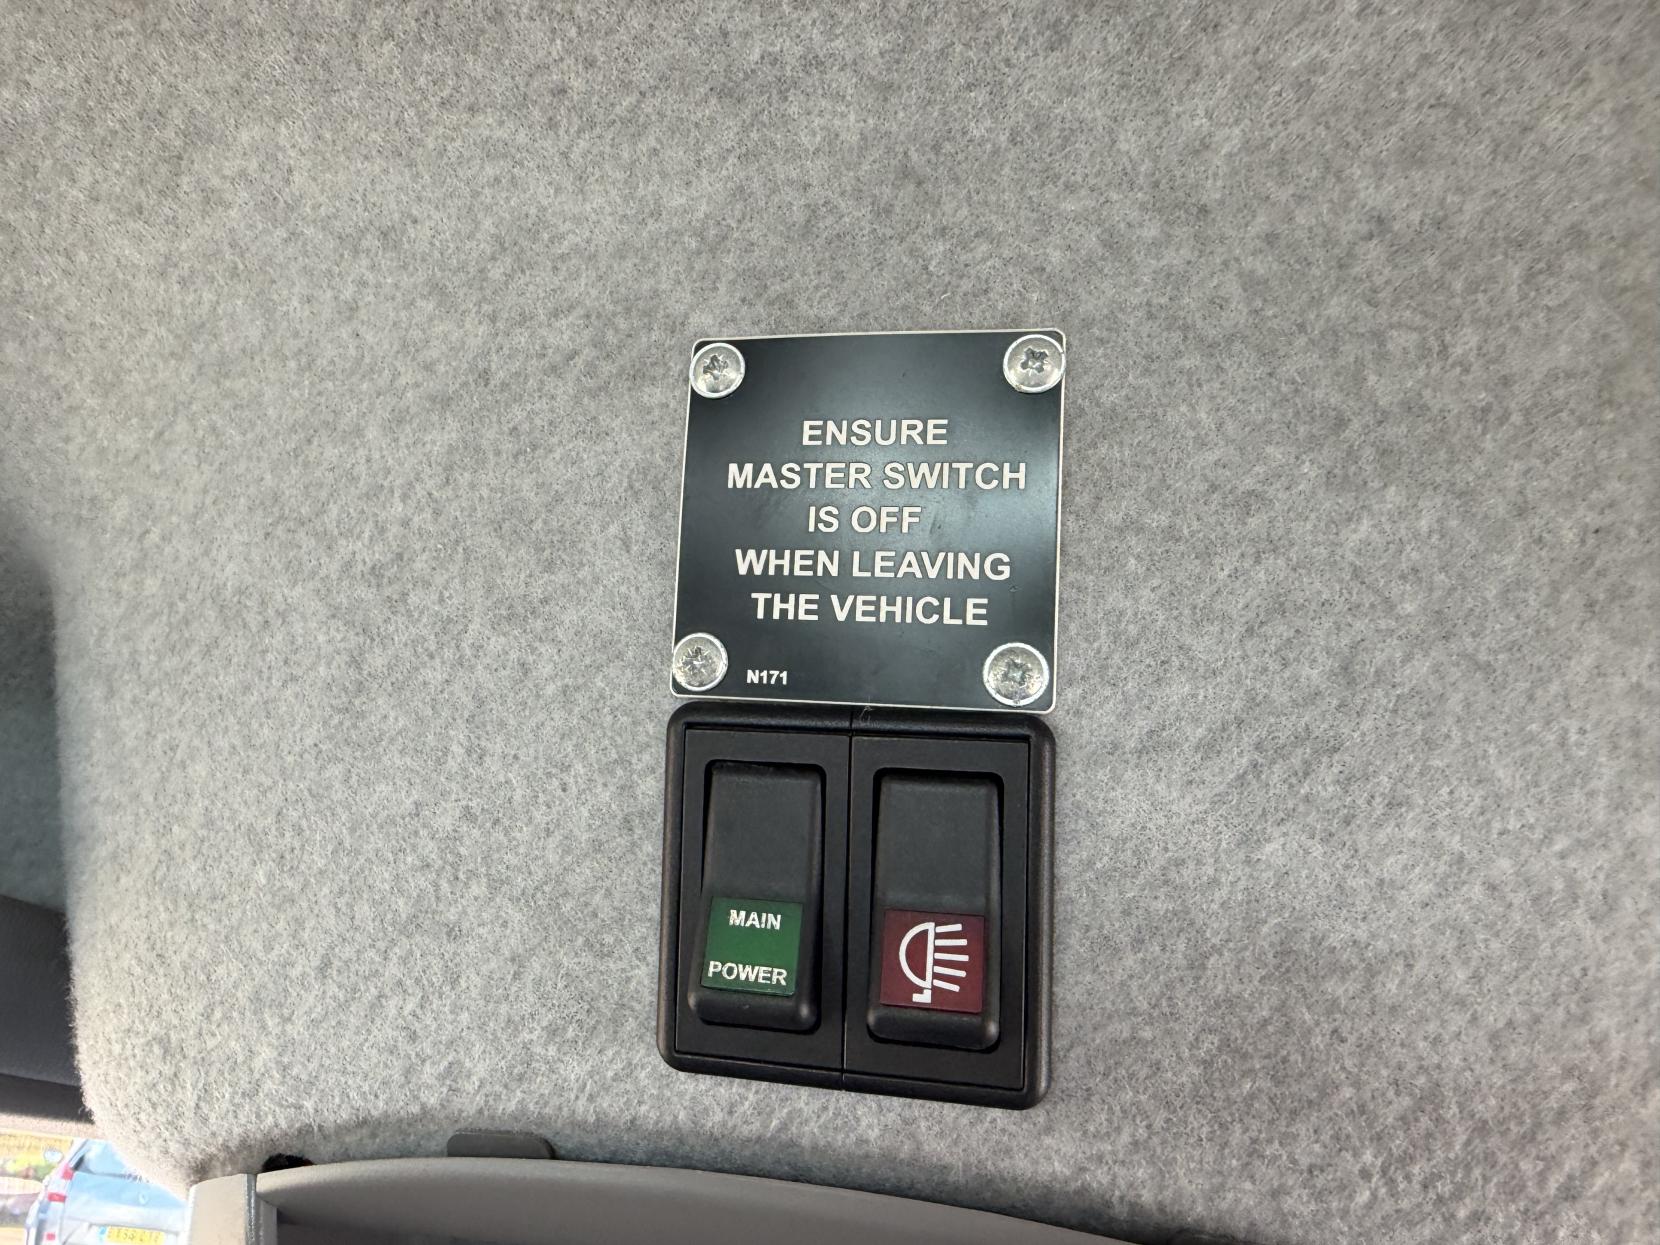 ENSURE
MASTER SWITCH
IS OFF
WHEN LEAVING
THE VEHICLE
N171
MAIN
POWER